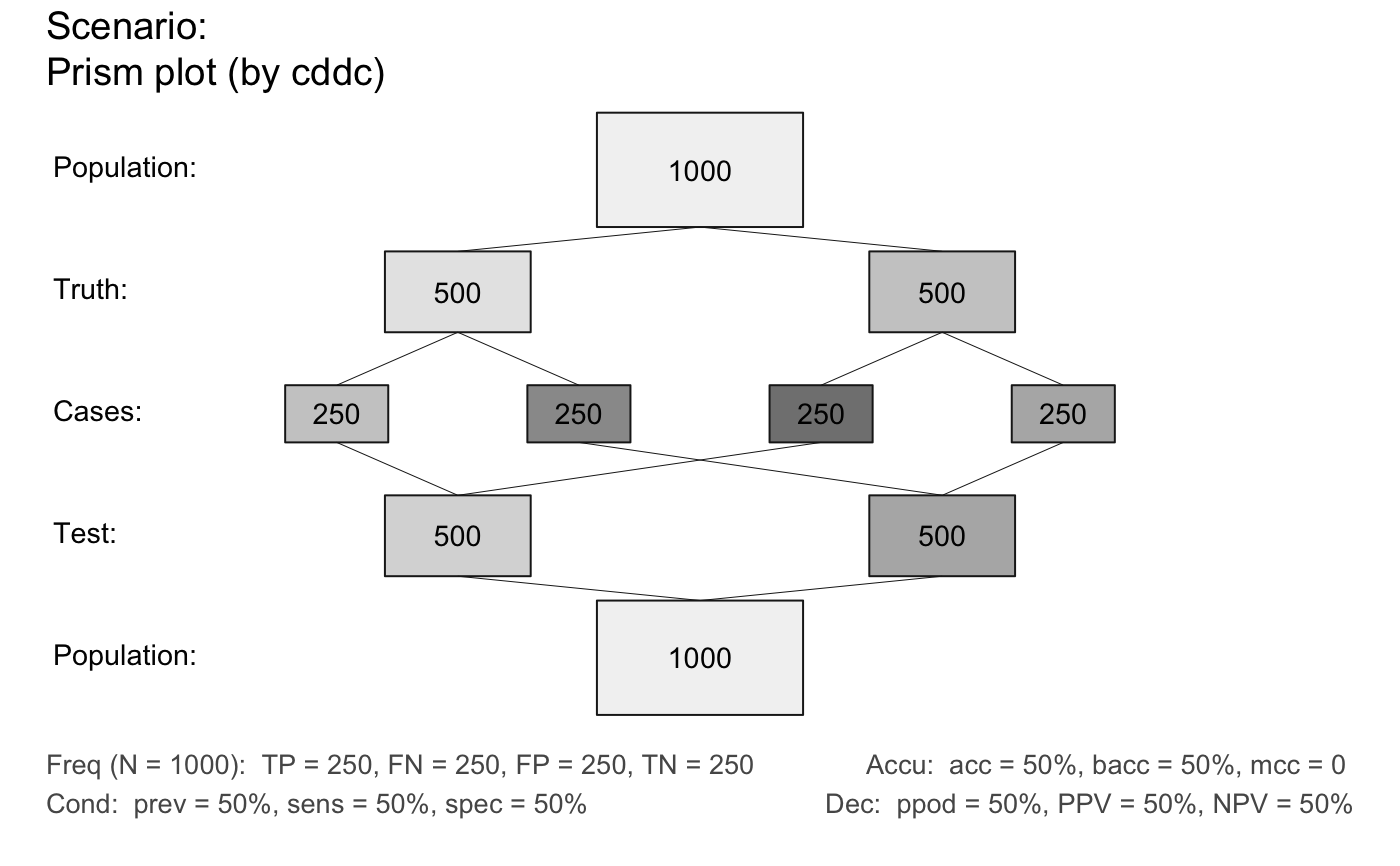 Scenario:
Prism plot (by cddc)
Population:
1000
Truth:
500
500
Cases:
250
250
250
250
Test:
500
500
Population:
1000
Freq (N = 1000):  TP = 250, FN = 250, FP = 250, TN = 250
Accu:  acc = 50%, bacc = 50%, mcc = 0
Cond:  prev = 50%, sens = 50%, spec = 50%
Dec:  ppod = 50%, PPV = 50%, NPV = 50%